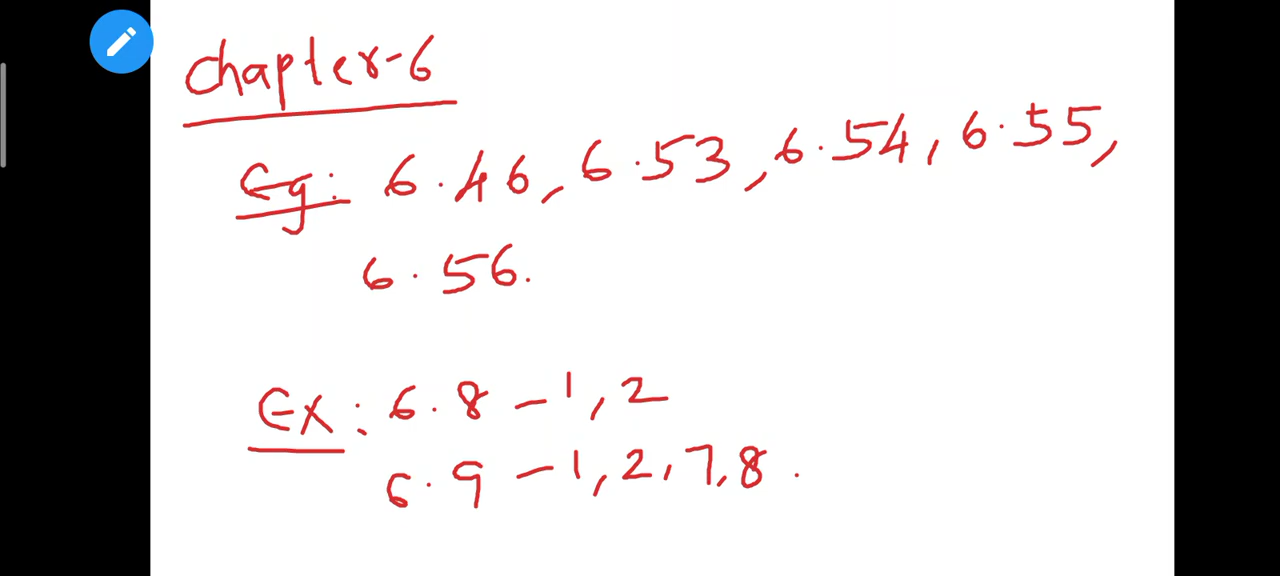 Chapter-6
Eg: 6.46, 6.53, 6.54, 6.55,
6.56.
Ex: 6.8 - 1, 2
6.9 - 1, 2, 7, 8.